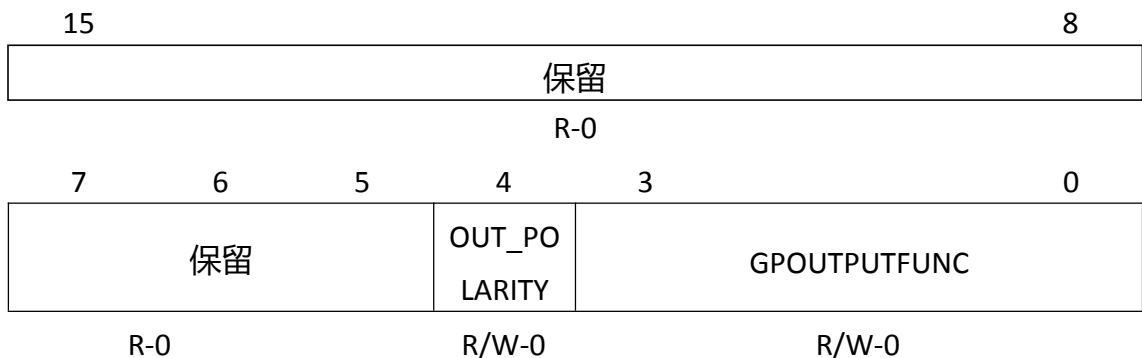 15 8
保留
R-0
7 6 5 4 3 0
保留 OUT_PO
LARITY GPOUTPUTFUNC
R-0 R/W-0 R/W-0